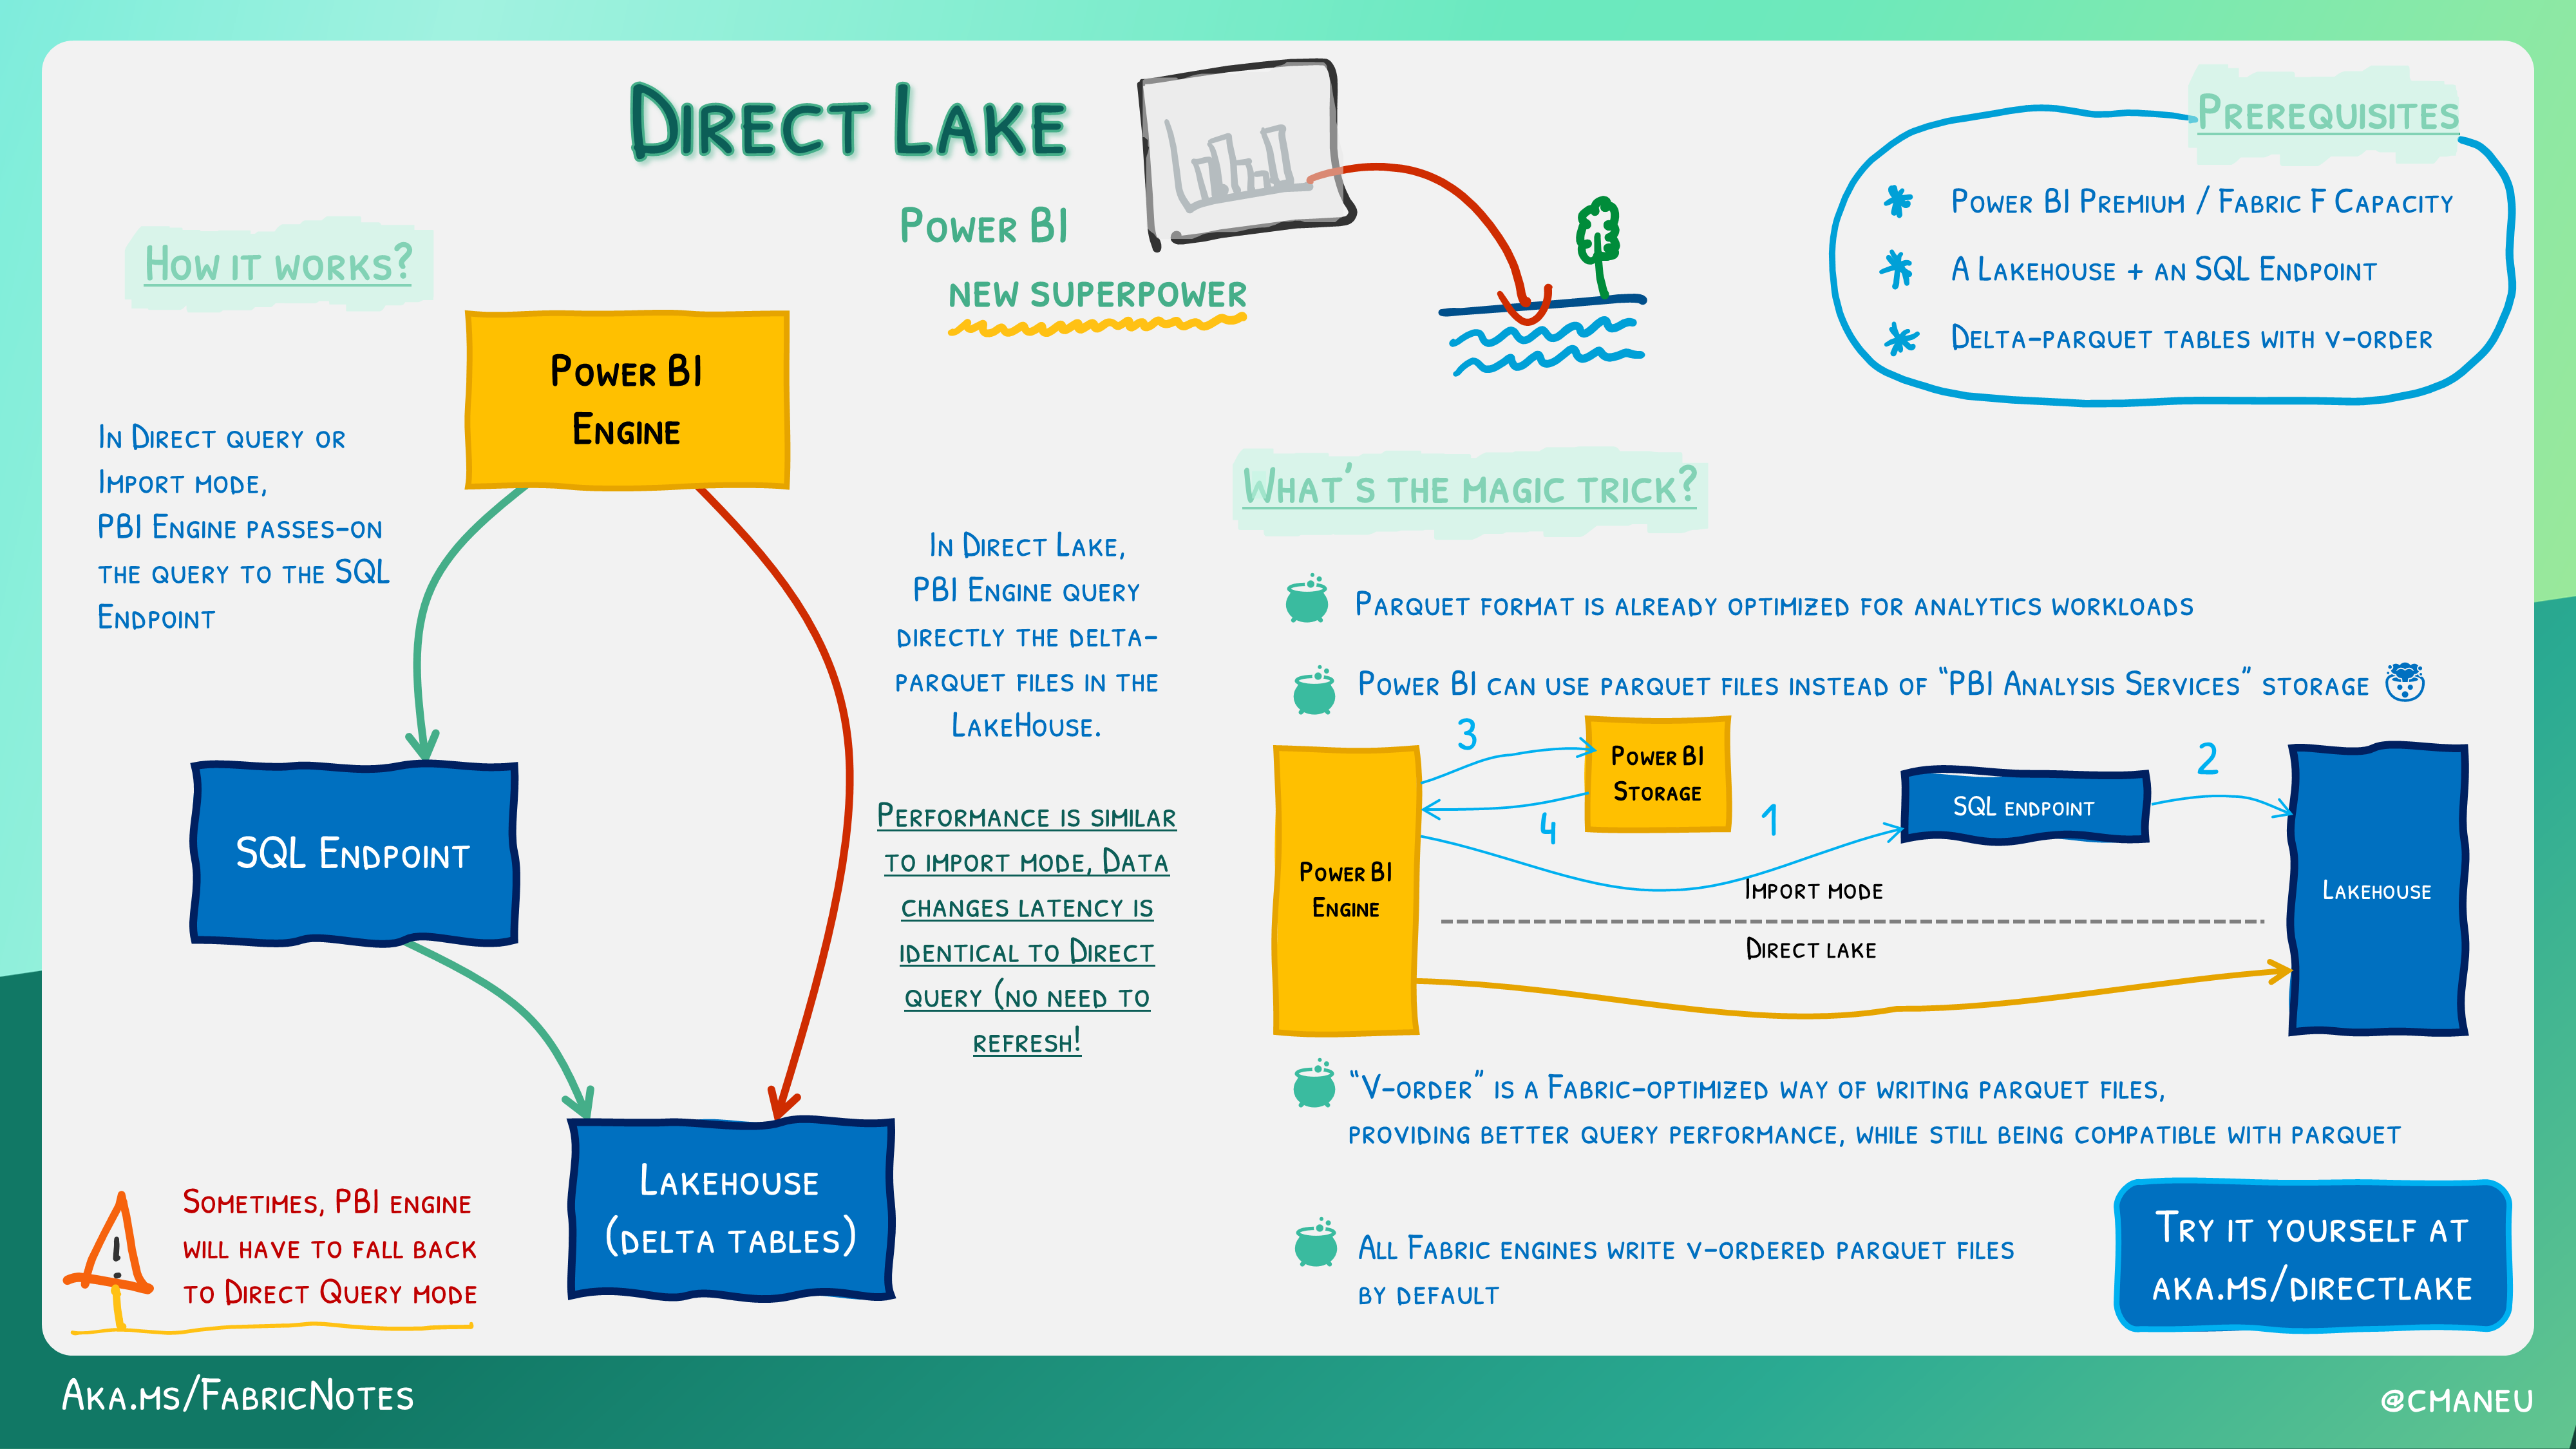 Direct Lake
Power BI
new superpower
Prerequisites
Power BI Premium / Fabric F Capacity
A Lakehouse + an SQL Endpoint
Delta-parquet tables with v-order
How it works?
Power BI
Engine
In Direct query or
Import mode,
PBI Engine passes-on
the query to the SQL
Endpoint
SQL Endpoint
In Direct Lake,
PBI Engine query
directly the delta-
parquet files in the
LakeHouse.
Performance is similar
to import mode, Data
changes latency is
identical to Direct
query (no need to
refresh!
Lakehouse
(delta tables)
!
Sometimes, PBI engine
will have to fall back
to Direct Query mode
What's the magic trick?
Parquet format is already optimized for analytics workloads
Power BI can use parquet files instead of “PBI Analysis Services” storage
3
Power BI
Storage
4
1
SQL endpoint
2
Power BI
Engine
Import mode
Direct lake
Lakehouse
“V-order” is a Fabric-optimized way of writing parquet files,
providing better query performance, while still being compatible with parquet
All Fabric engines write v-ordered parquet files
by default
Try it yourself at
aka.ms/directlake
Aka.ms/FabricNotes
@cmaneu